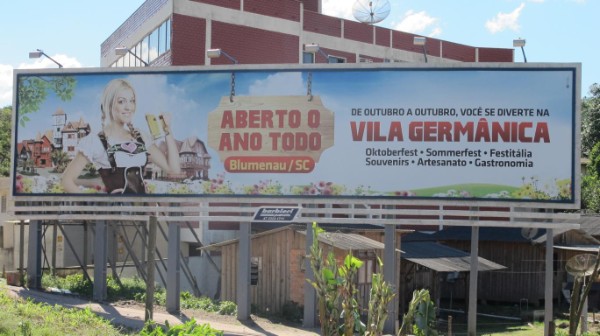 ABERTO O
ANO TODO
Blumenau / SC
DE OUTUBRO A OUTUBRO, VOCÊ SE DIVERTE NA
VILA GERMÂNICA
Oktoberfest • Sommerfest • Festitália
Souvenirs • Artesanato • Gastronomia